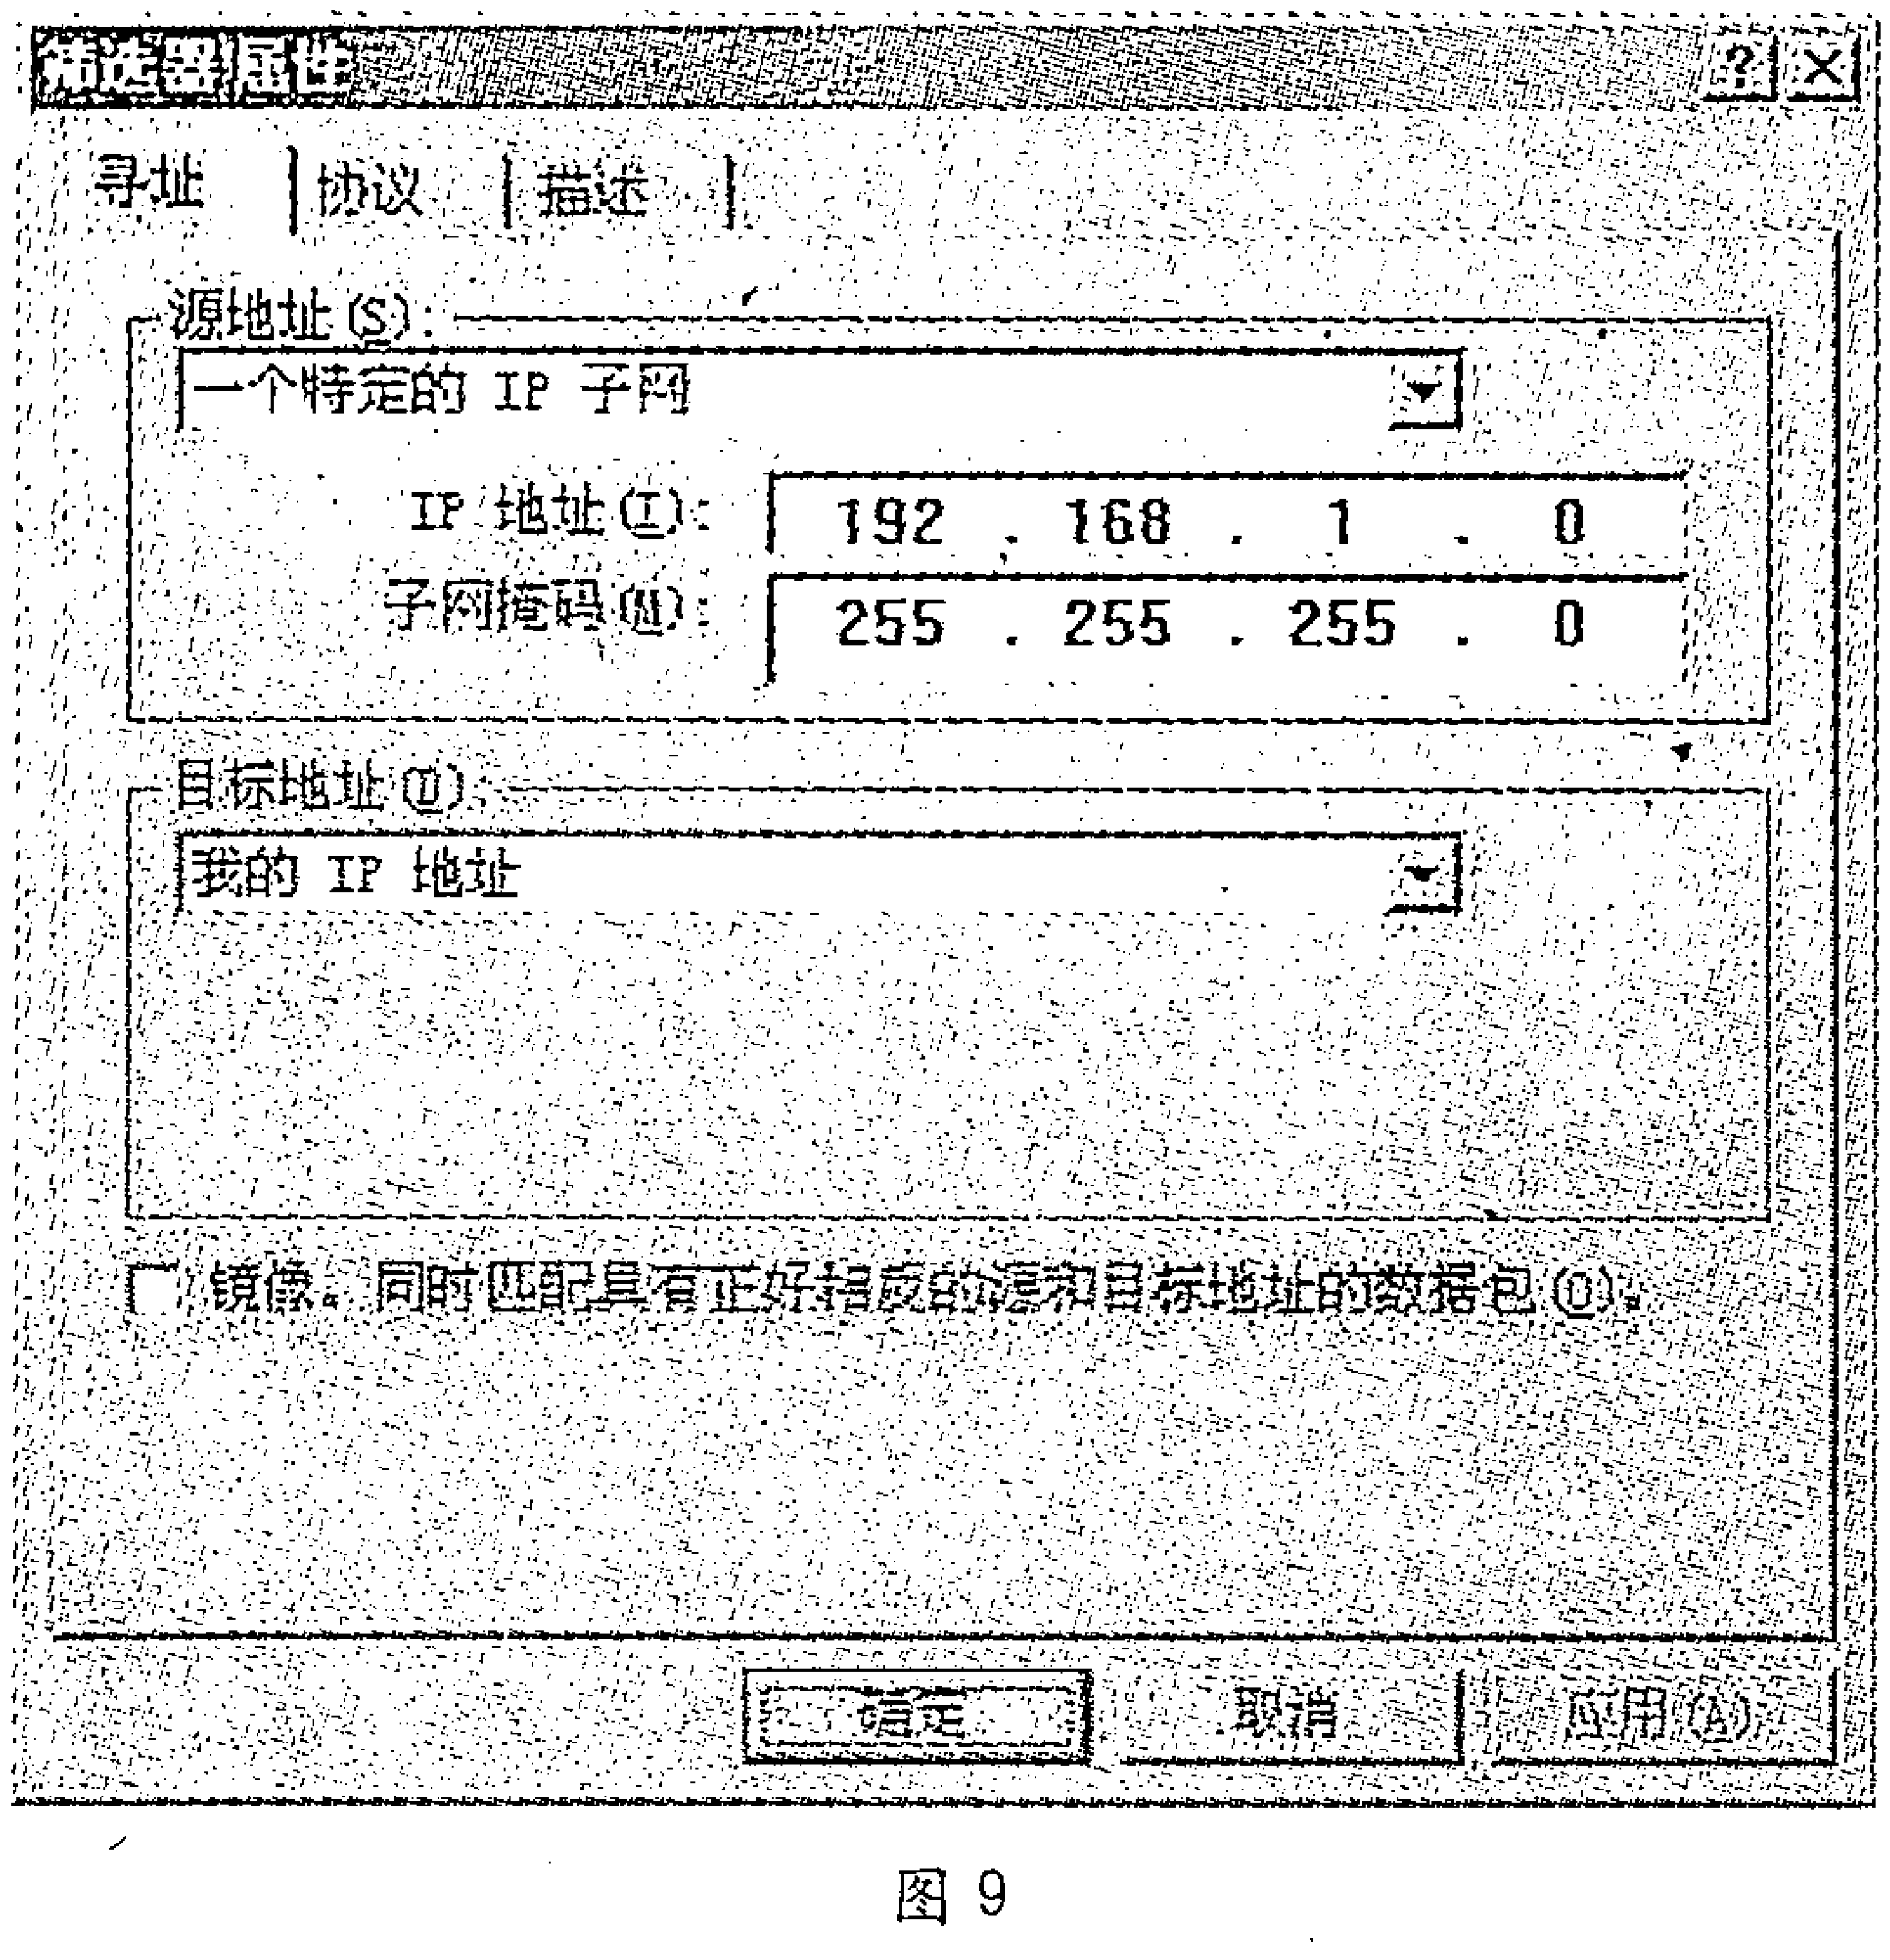 筛选器属性
寻址 协议 描述
源地址(S):
一个特定的 IP 子网
IP 地址(I): 192 . 168 . 1 . 0
子网掩码(M): 255 . 255 . 255 . 0
目标地址(D)
我的 IP 地址
镜像。同时匹配具有正好相反的源和目标地址的数据包(O)。
确定 取消 应用(A)
图 9